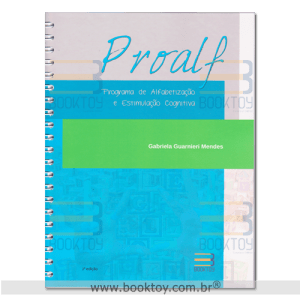 Proalf
Programa de Alfabetização
e Estimulação Cognitiva
BOOKTOY
Gabriela Guarnieri Mendes
www.booktoy.com.br®